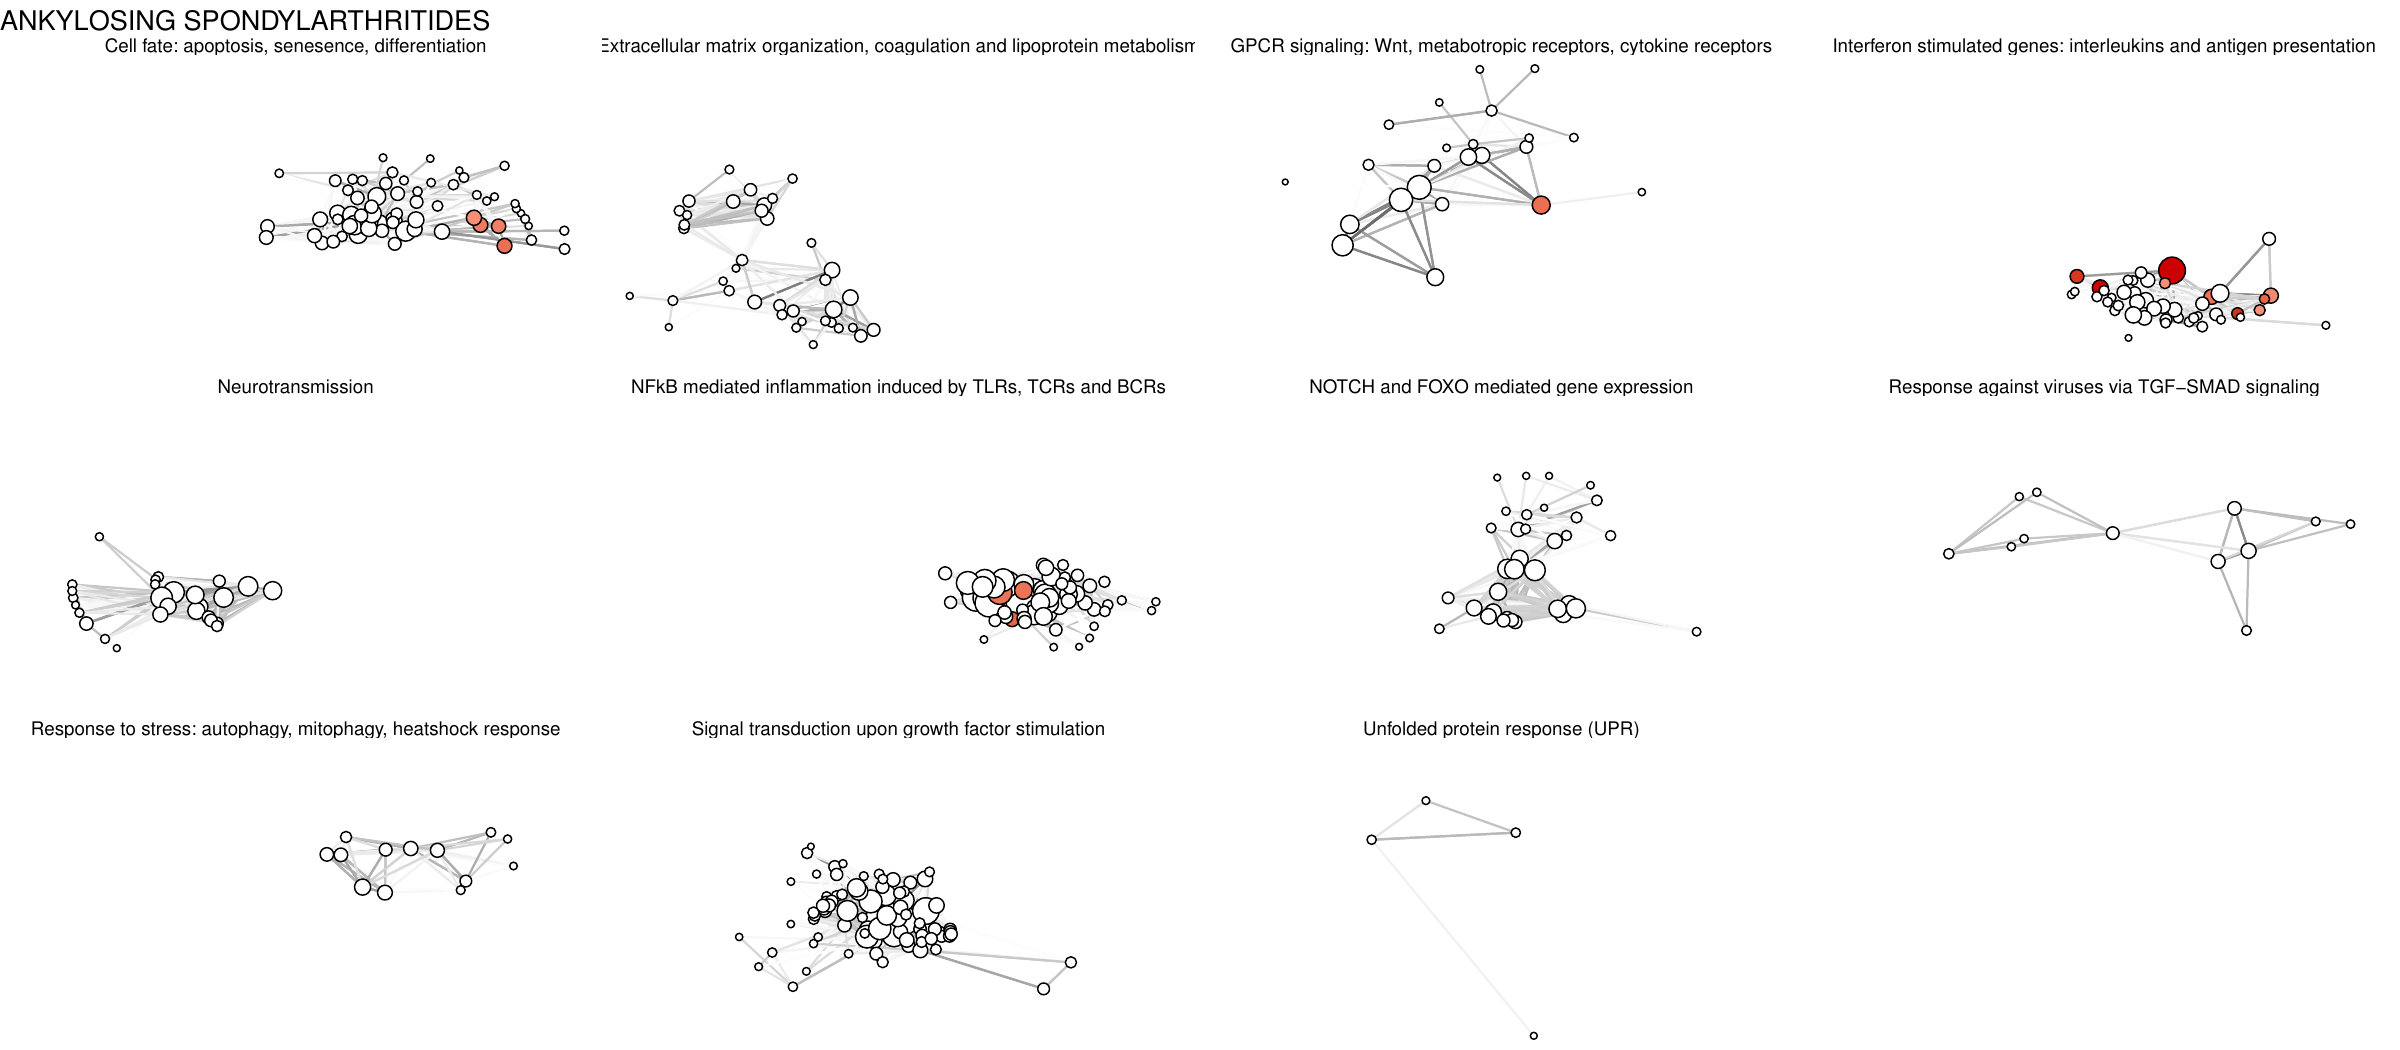 ANKYLOSING SPONDYLARTHRITIDES
Cell fate: apoptosis, senesence, differentiation
Extracellular matrix organization, coagulation and lipoprotein metabolism
GPCR signaling: Wnt, metabotropic receptors, cytokine receptors
Interferon stimulated genes: interleukins and antigen presentation
Neurotransmission
NFkB mediated inflammation induced by TLRs, TCRs and BCRs
NOTCH and FOXO mediated gene expression
Response against viruses via TGF−SMAD signaling
Response to stress: autophagy, mitophagy, heatshock response
Signal transduction upon growth factor stimulation
Unfolded protein response (UPR)